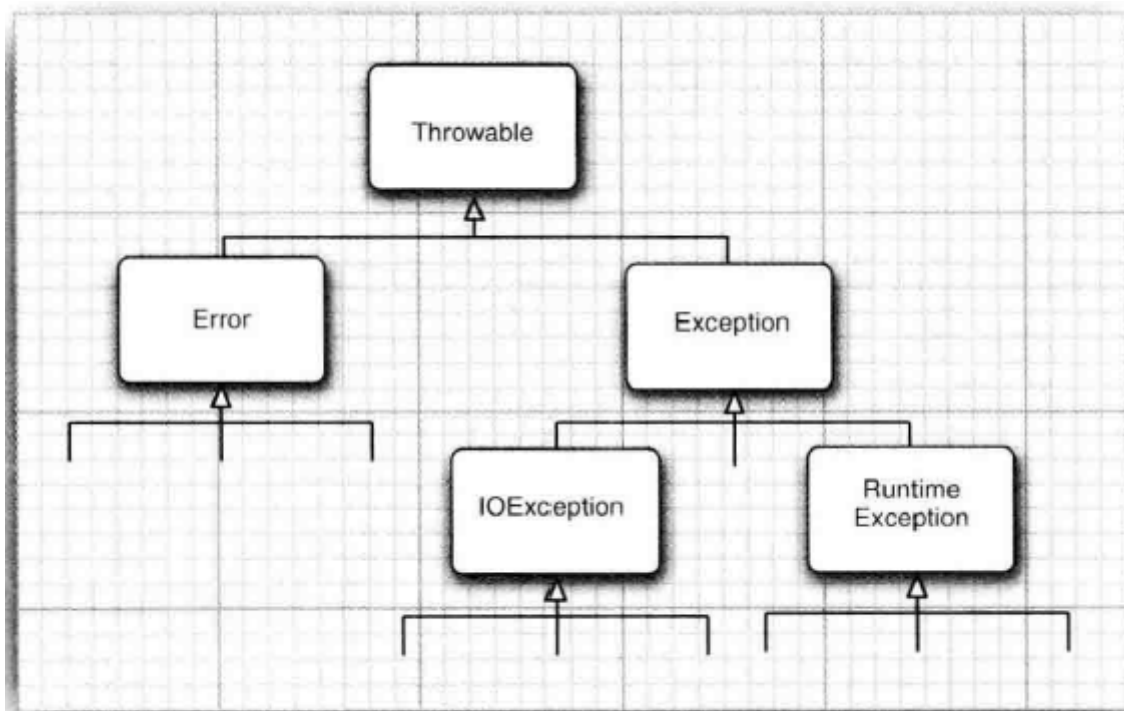 Throwable
Error
Exception
IOException
Runtime
Exception